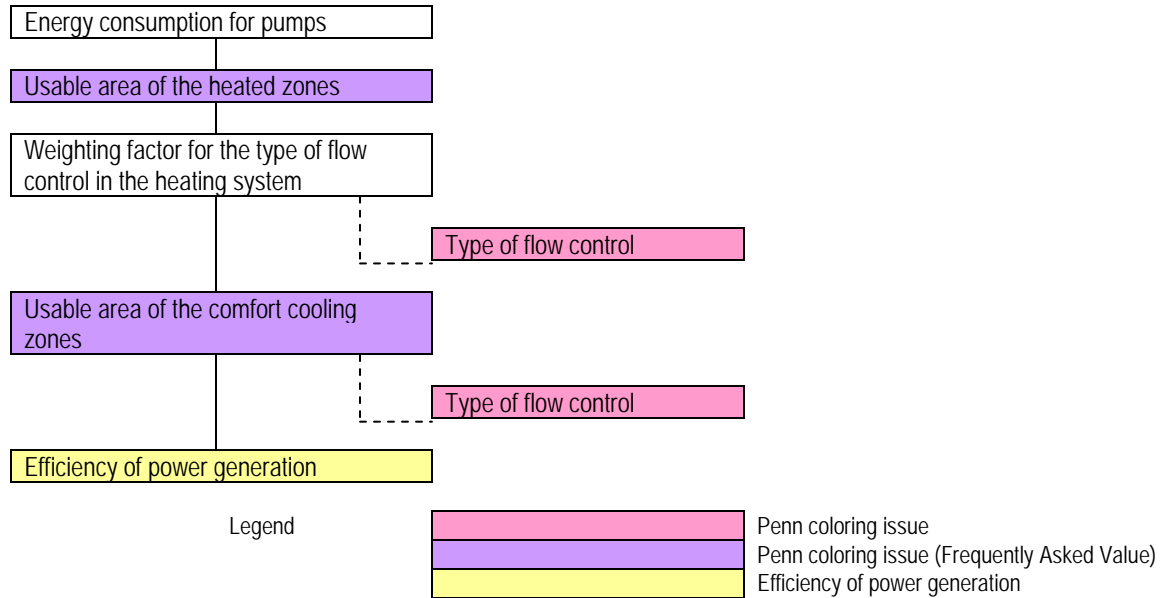 Energy consumption for pumps
Usable area of the heated zones
Weighting factor for the type of flow
control in the heating system
Type of flow control
Usable area of the comfort cooling
zones
Type of flow control
Efficiency of power generation
Legend
Penn coloring issue
Penn coloring issue (Frequently Asked Value)
Efficiency of power generation